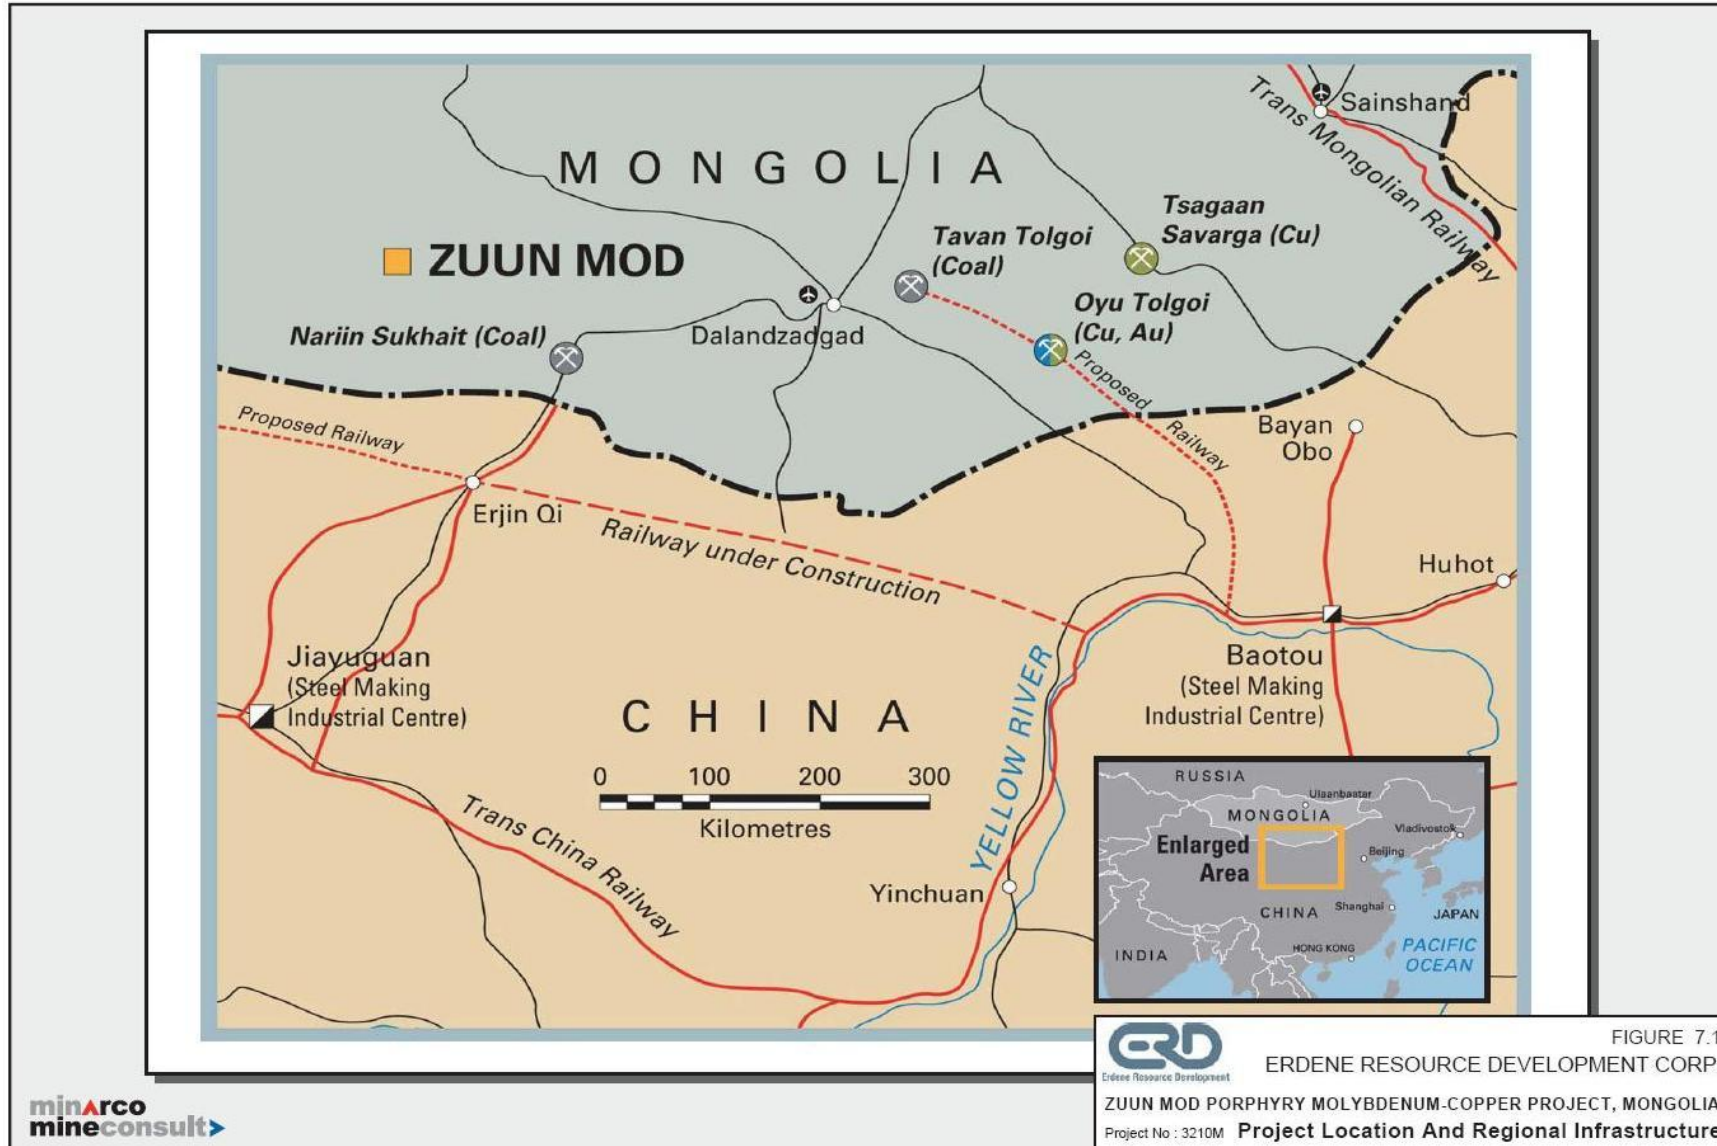 Sainshand
Trans Mongolian Railway
MONGOLIA
Tsagaan
Savarga (Cu)
Tavan Tolgoi
(Coal)
ZUUN MOD
Oyu Tolgoi
(Cu, Au)
Nariin Sukhait (Coal)
Dalandzadgad
Proposed Railway
Proposed Railway
Bayan
Obo
Erjin Qi
Railway under Construction
Huhot
Jiayuguan
(Steel Making
Industrial Centre)
Baotou
(Steel Making
Industrial Centre)
CHINA
YELLOW RIVER
0 100 200 300
Kilometres
Trans China Railway
Yinchuan
RUSSIA
Ulaanbaatar
MONGOLIA
Vladivostok
Enlarged
Area
Beijing
CHINA
Shanghai
JAPAN
HONG KONG
INDIA
PACIFIC
OCEAN
ERD
Erdene Resource Development
FIGURE 7.1
ERDENE RESOURCE DEVELOPMENT CORP
ZUUN MOD PORPHYRY MOLYBDENUM-COPPER PROJECT, MONGOLIA
Project No : 3210M Project Location And Regional Infrastructure
minarco
mineconsult>